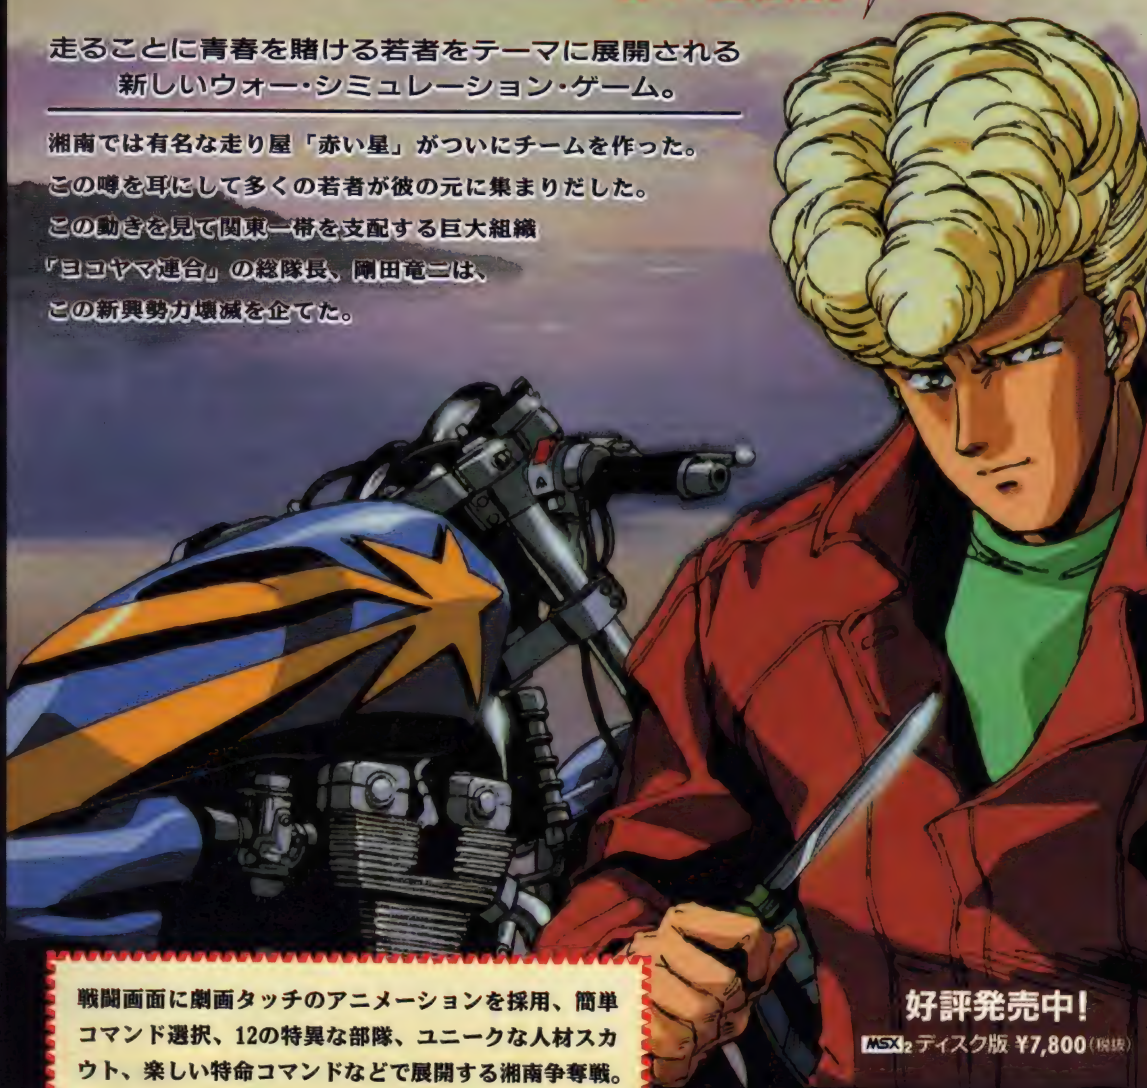 走ることに青春を賭ける若者をテーマに展開される
新しいウォー・シミュレーション・ゲーム。
湘南では有名な走り屋「赤い星」がついにチームを作った。
この噂を耳にして多くの若者が彼の元に集まりだした。
この動きを見て関東一帯を支配する巨大組織
「ヨコヤマ連合」の総隊長、剛田竜二は、
この新興勢力壊滅を企てた。
戦闘画面に劇画タッチのアニメーションを採用、簡単
コマンド選択、12の特異な部隊、ユニークな人材スカ
ウト、楽しい特命コマンドなどで展開する湘南争奪戦。
好評発売中!
MSX2 ディスク版 ¥7,800(税抜)